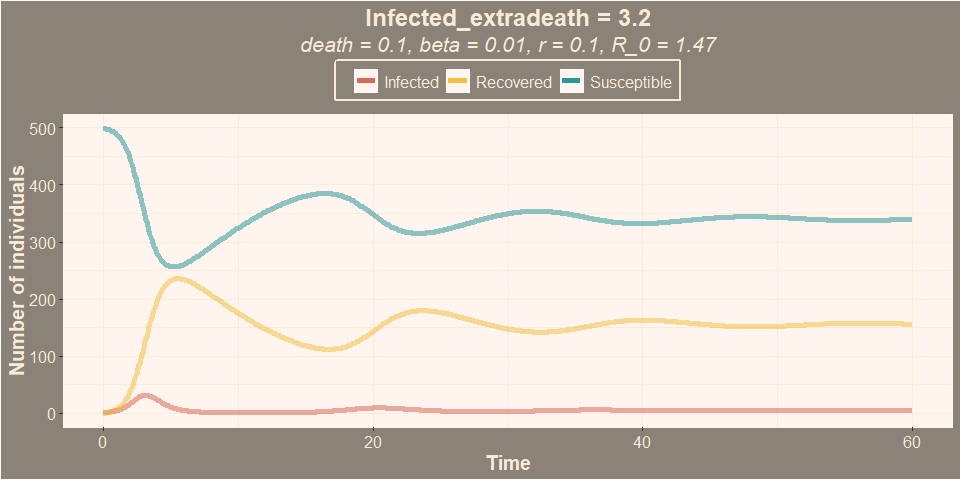 Infected_extradeath = 3.2
death = 0.1, beta = 0.01, r = 0.1, R_0 = 1.47
Infected Recovered Susceptible
Number of individuals
500
400
300
200
100
0
0 20 40 60
Time